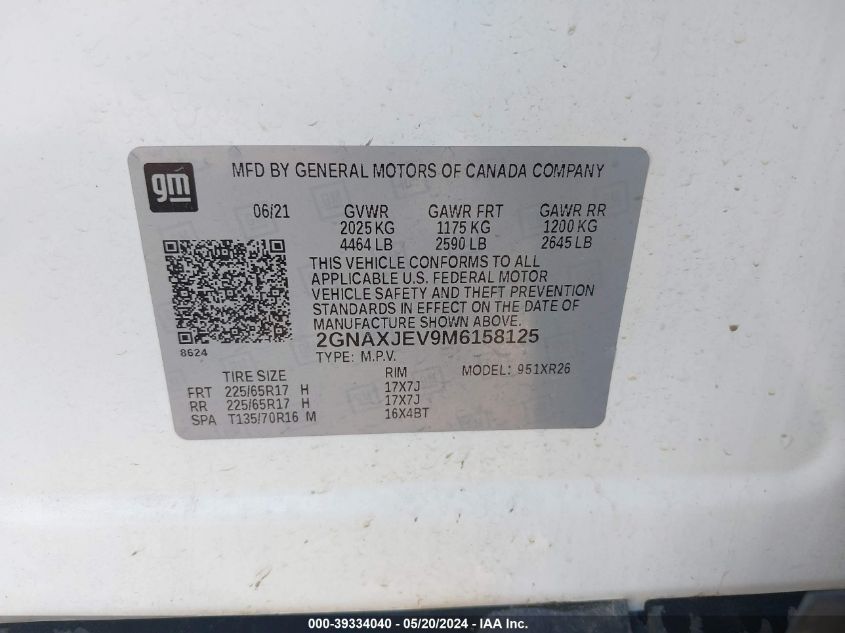 gm
MFD BY GENERAL MOTORS OF CANADA COMPANY
06/21 GVWR GAWR FRT GAWR RR
2025 KG 1175 KG 1200 KG
4464 LB 2590 LB 2645 LB
THIS VEHICLE CONFORMS TO ALL
APPLICABLE U.S. FEDERAL MOTOR
VEHICLE SAFETY AND THEFT PREVENTION
STANDARDS IN EFFECT ON THE DATE OF
MANUFACTURE SHOWN ABOVE.
2GNAXJEV9M6158125
8624
TYPE: M.P.V.
TIRE SIZE RIM MODEL: 951XR26
FRT 225/65R17 H 17X7J
RR 225/65R17 H 17X7J
SPA T135/70R16 M 16X4BT
000-39334040 - 05/20/2024 - IAA Inc.